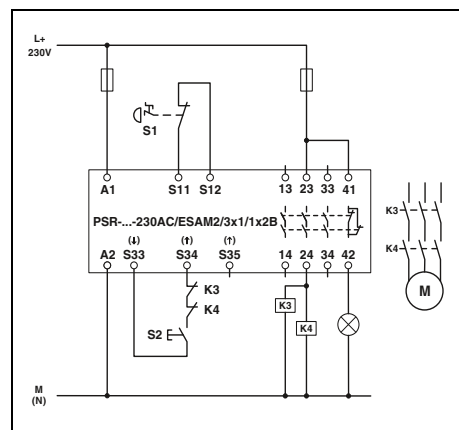 L+
230V
S1
A1 S11 S12 13 23 33 41
PSR-...-230AC/ESAM2/3x1/1x2B
(↓) (↑) (↑)
A2 S33 S34 S35 14 24 34 42
K3
K4
S2
K3
K4
K3
K4
M
M
(N)